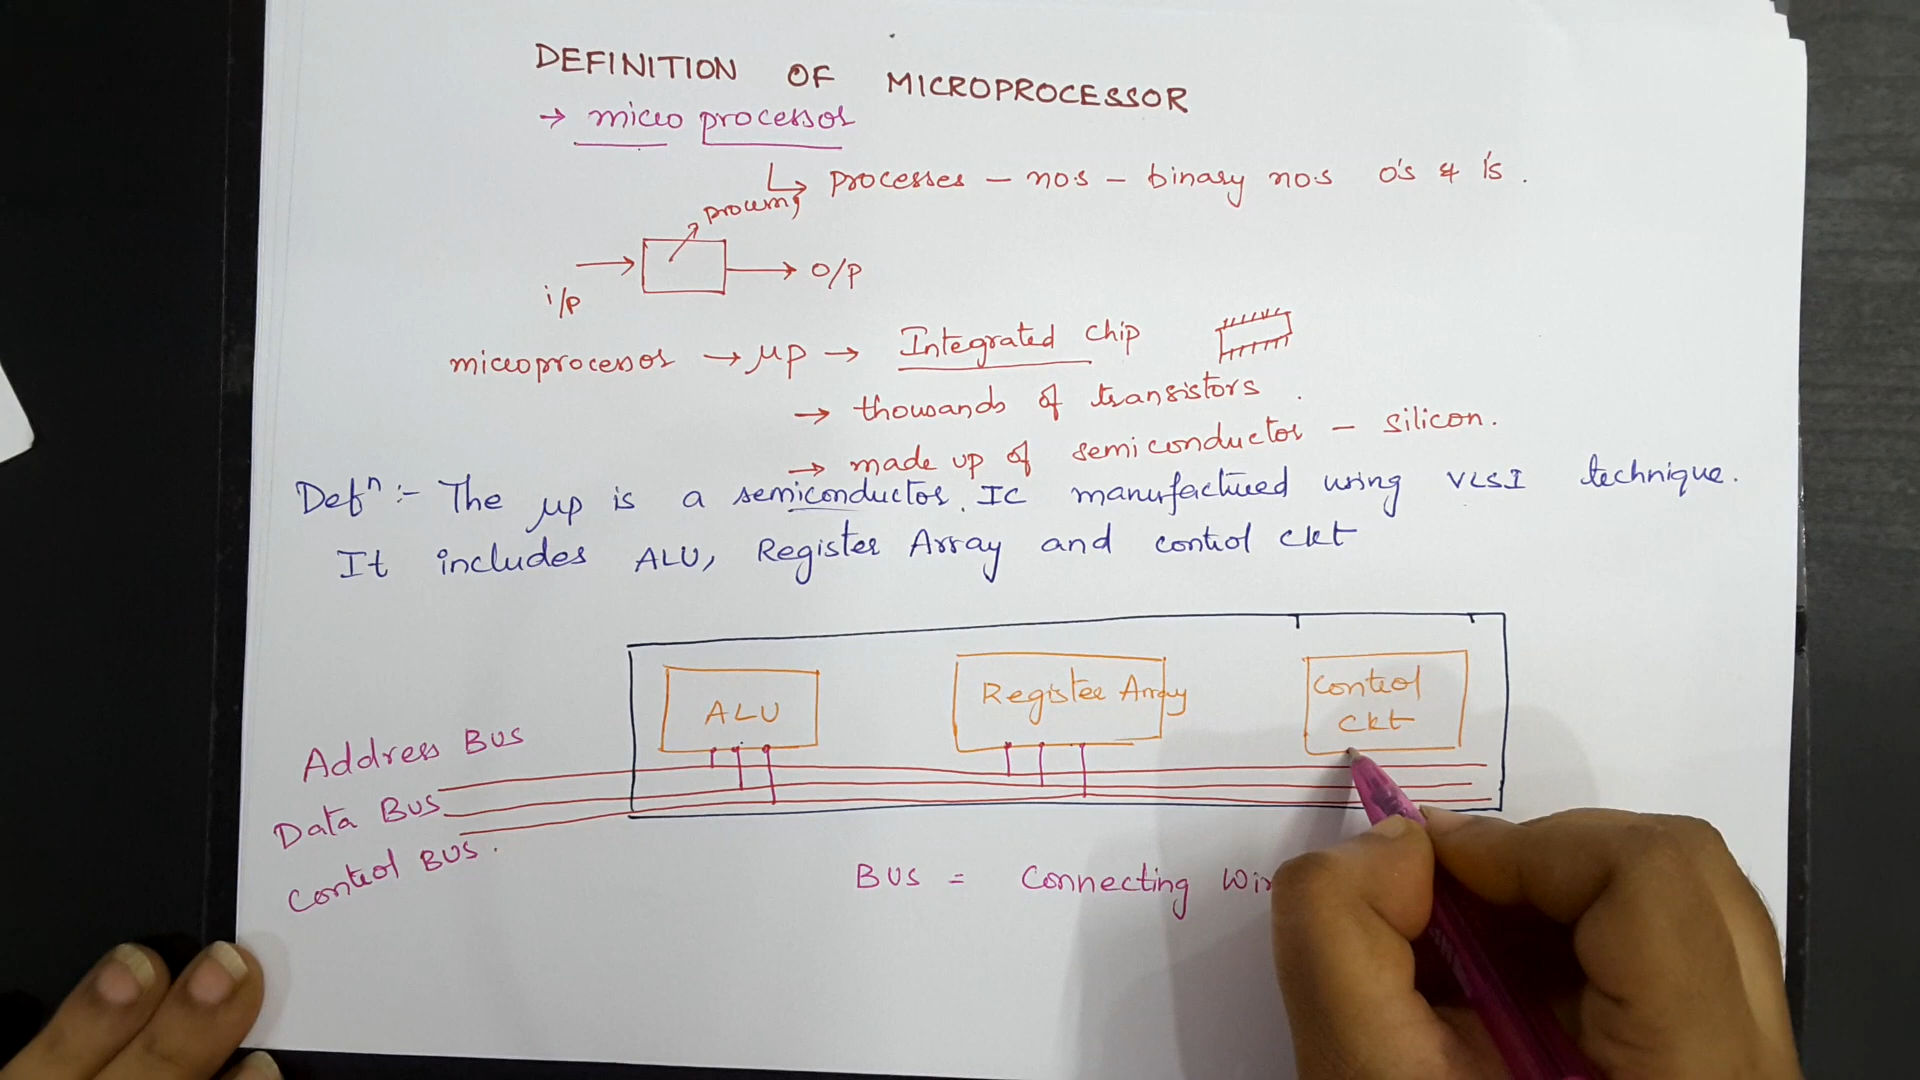 DEFINITION OF MICROPROCESSOR
→ micro processor
↳ processes - nos - binary nos 0's & 1's.
i/p
O/P
microprocessor → μp → Integrated chip
→ thousands of transistors
→ made up of semiconductor - silicon.
Defⁿ :- The μp is a semiconductor IC manufactured using VLSI technique.
It includes ALU, Register Array and control ckt
ALU
Register Array
Control
ckt
Address Bus
Data Bus
Control BUS.
BUS = Connecting